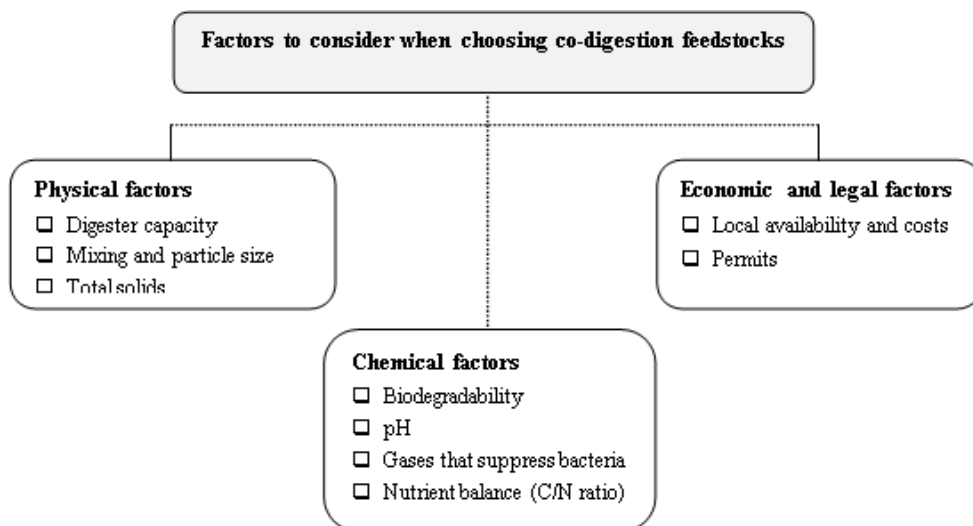 Factors to consider when choosing co-digestion feedstocks
Physical factors
Digester capacity
Mixing and particle size
Total solids
Economic and legal factors
Local availability and costs
Permits
Chemical factors
Biodegradability
pH
Gases that suppress bacteria
Nutrient balance (C/N ratio)